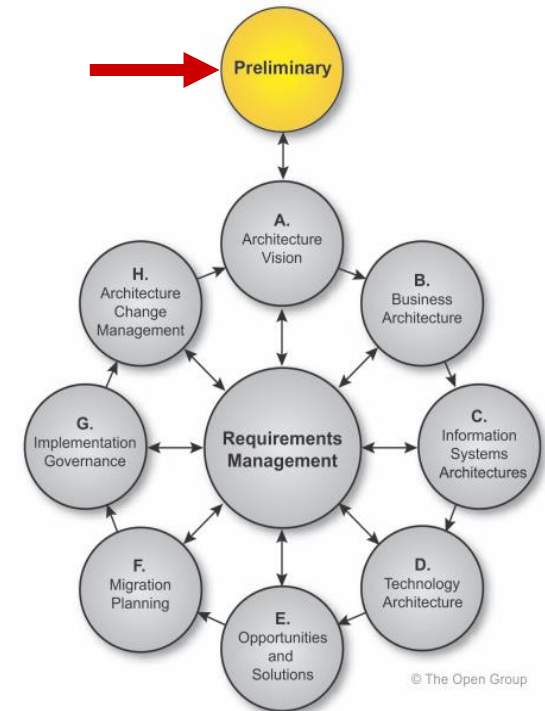 Preliminary
A.
Architecture
Vision
B.
Business
Architecture
C.
Information
Systems
Architectures
D.
Technology
Architecture
E.
Opportunities
and
Solutions
F.
Migration
Planning
G.
Implementation
Governance
H.
Architecture
Change
Management
Requirements
Management
© The Open Group